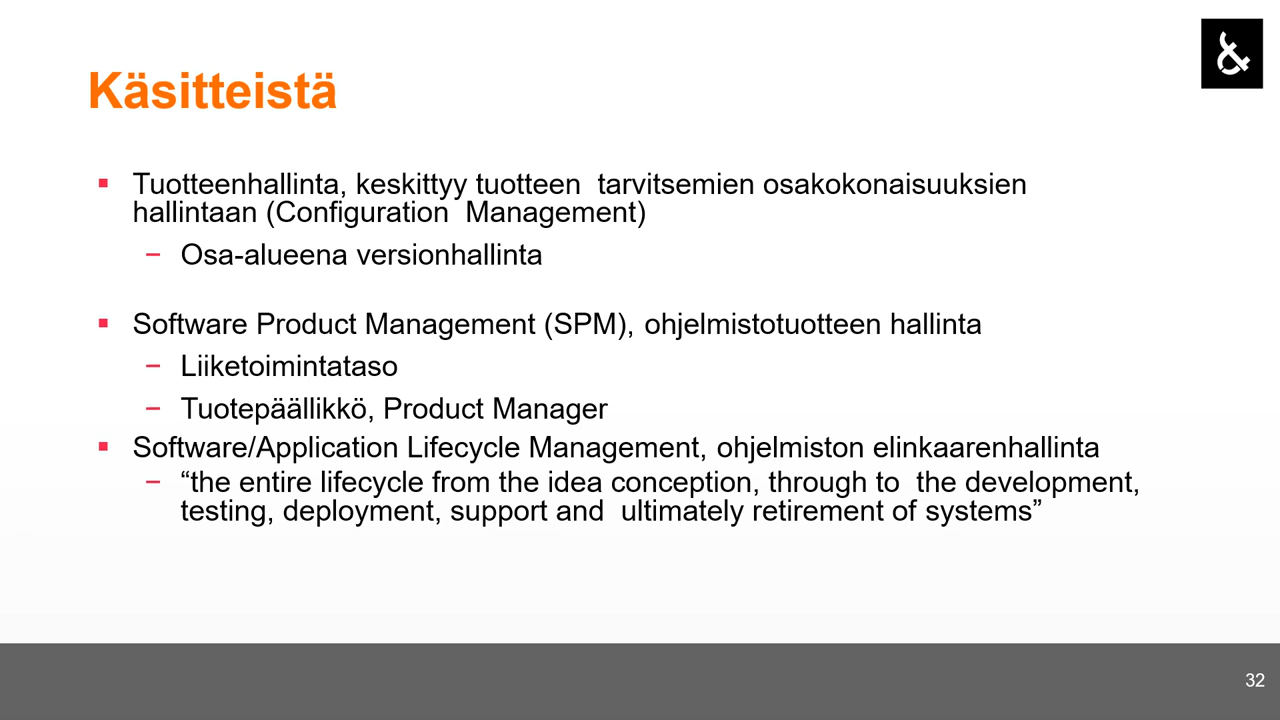 Käsitteistä
&
▪ Tuotteenhallinta, keskittyy tuotteen tarvitsemien osakokonaisuuksien
hallintaan (Configuration Management)
− Osa-alueena versionhallinta
▪ Software Product Management (SPM), ohjelmistotuotteen hallinta
− Liiketoimintataso
− Tuotepäällikkö, Product Manager
▪ Software/Application Lifecycle Management, ohjelmiston elinkaarenhallinta
− “the entire lifecycle from the idea conception, through to the development,
testing, deployment, support and ultimately retirement of systems”
32